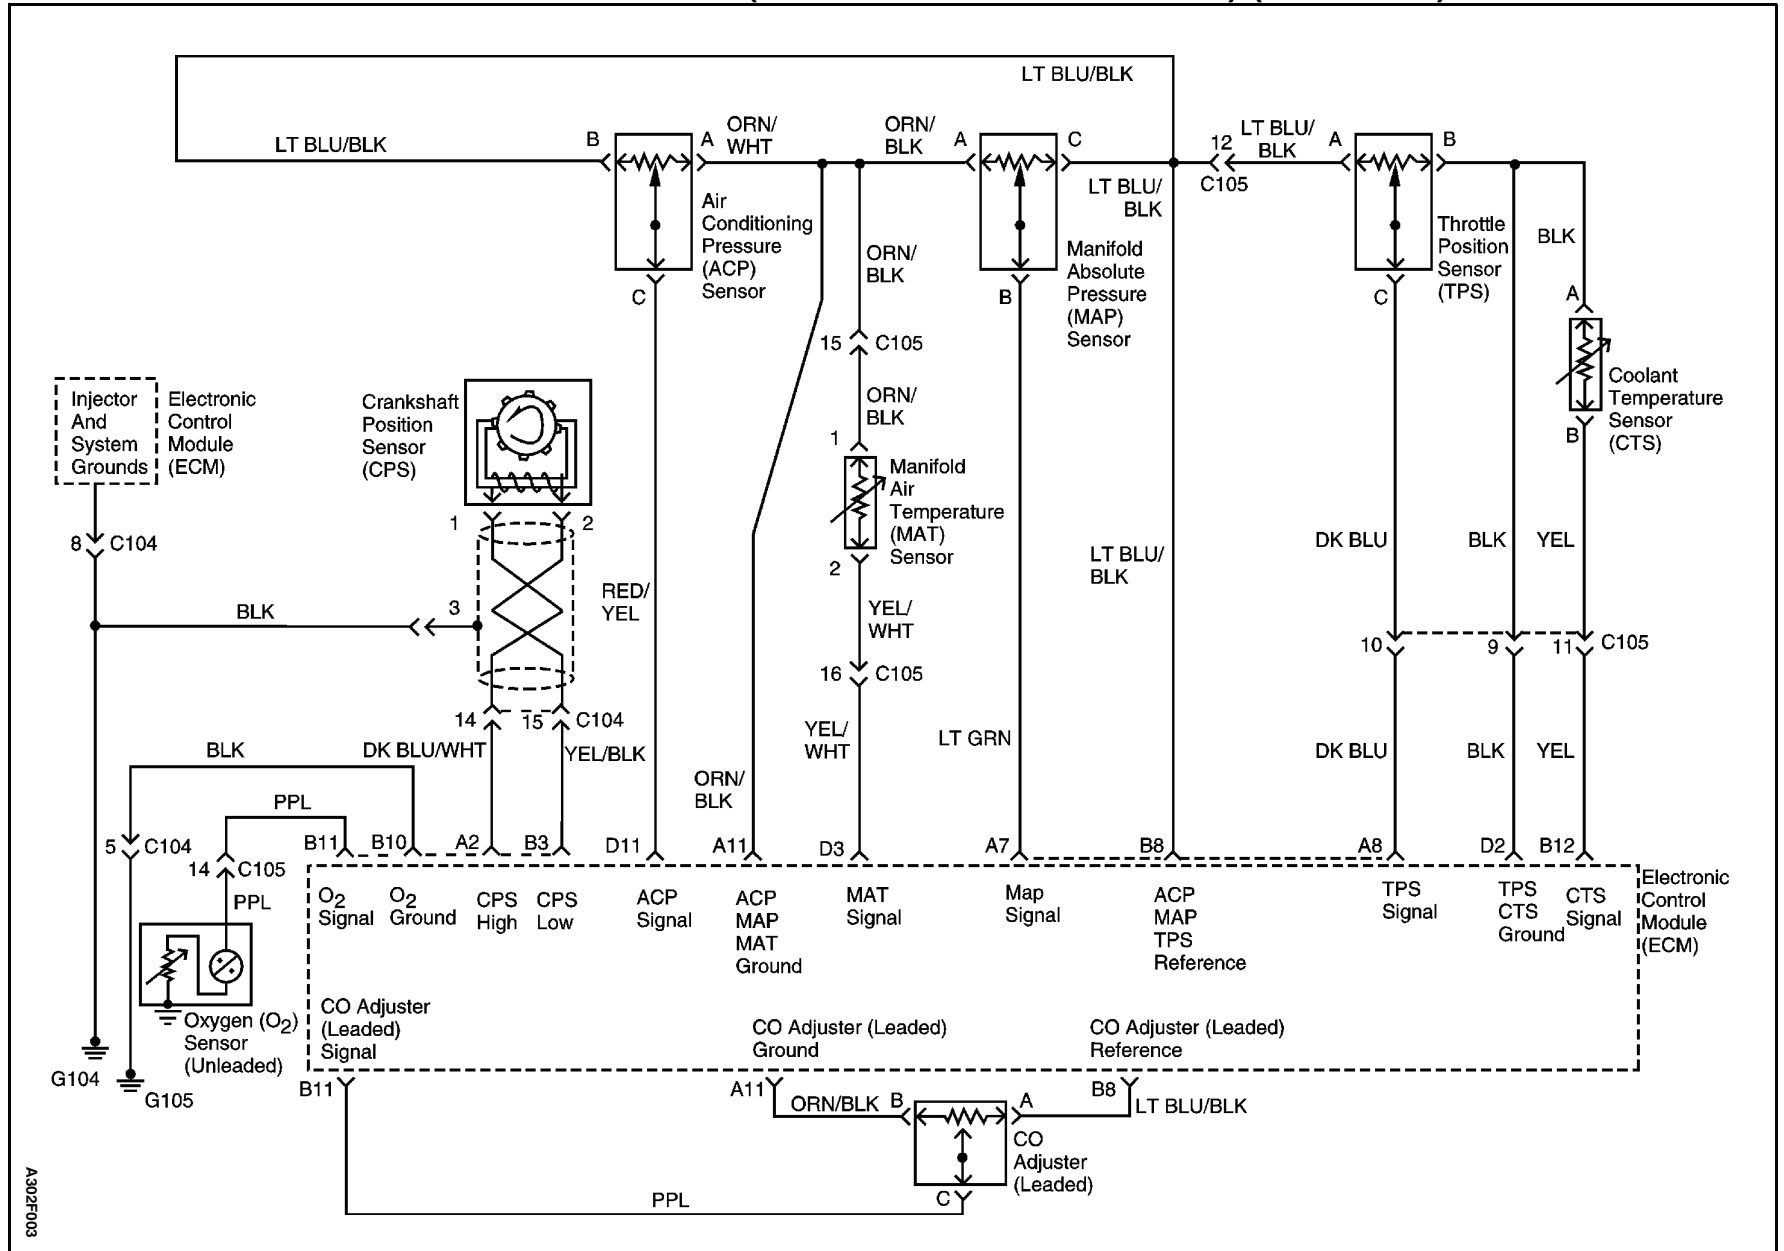 LT BLU/BLK
LT BLU/BLK
B
A
ORN/
WHT
ORN/
BLK
A
C
12
C105
LT BLU/
BLK
A
B
LT BLU/
BLK
Air
Conditioning
Pressure
(ACP)
Sensor
C
ORN/
BLK
Manifold
Absolute
Pressure
(MAP)
Sensor
B
Throttle
Position
Sensor
(TPS)
C
BLK
A
15
C105
Coolant
Temperature
Sensor
(CTS)
B
Injector
And
System
Grounds
Electronic
Control
Module
(ECM)
Crankshaft
Position
Sensor
(CPS)
ORN/
BLK
1
Manifold
Air
Temperature
(MAT)
Sensor
2
1
2
8
C104
DK BLU
BLK
YEL
LT BLU/
BLK
RED/
YEL
BLK
3
YEL/
WHT
10
9
11
C105
16
C105
14
15
C104
BLK
DK BLU/WHT
YEL/BLK
YEL/
WHT
LT GRN
DK BLU
BLK
YEL
ORN/
BLK
PPL
5
C104
14
C105
PPL
B11
B10
A2
B3
D11
A11
D3
A7
B8
A8
D2
B12
O2
Signal
O2
Ground
CPS
High
CPS
Low
ACP
Signal
ACP
MAP
MAT
Ground
MAT
Signal
Map
Signal
ACP
MAP
TPS
Reference
TPS
Signal
TPS
CTS
Ground
CTS
Signal
Electronic
Control
Module
(ECM)
Oxygen (O2)
Sensor
(Unleaded)
CO Adjuster
(Leaded)
Signal
CO Adjuster (Leaded)
Ground
CO Adjuster (Leaded)
Reference
G104
G105
B11
A11
B8
ORN/BLK
B
A
LT BLU/BLK
CO
Adjuster
(Leaded)
C
PPL
A302F003